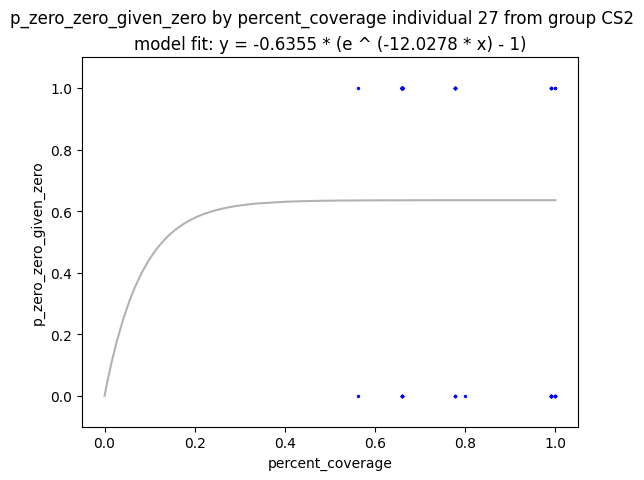 p_zero_zero_given_zero by percent_coverage individual 27 from group CS2
model fit: y = -0.6355 * (e ^ (-12.0278 * x) - 1)
1.0
0.8
0.6
0.4
0.2
0.0
p_zero_zero_given_zero
0.0 0.2 0.4 0.6 0.8 1.0
percent_coverage